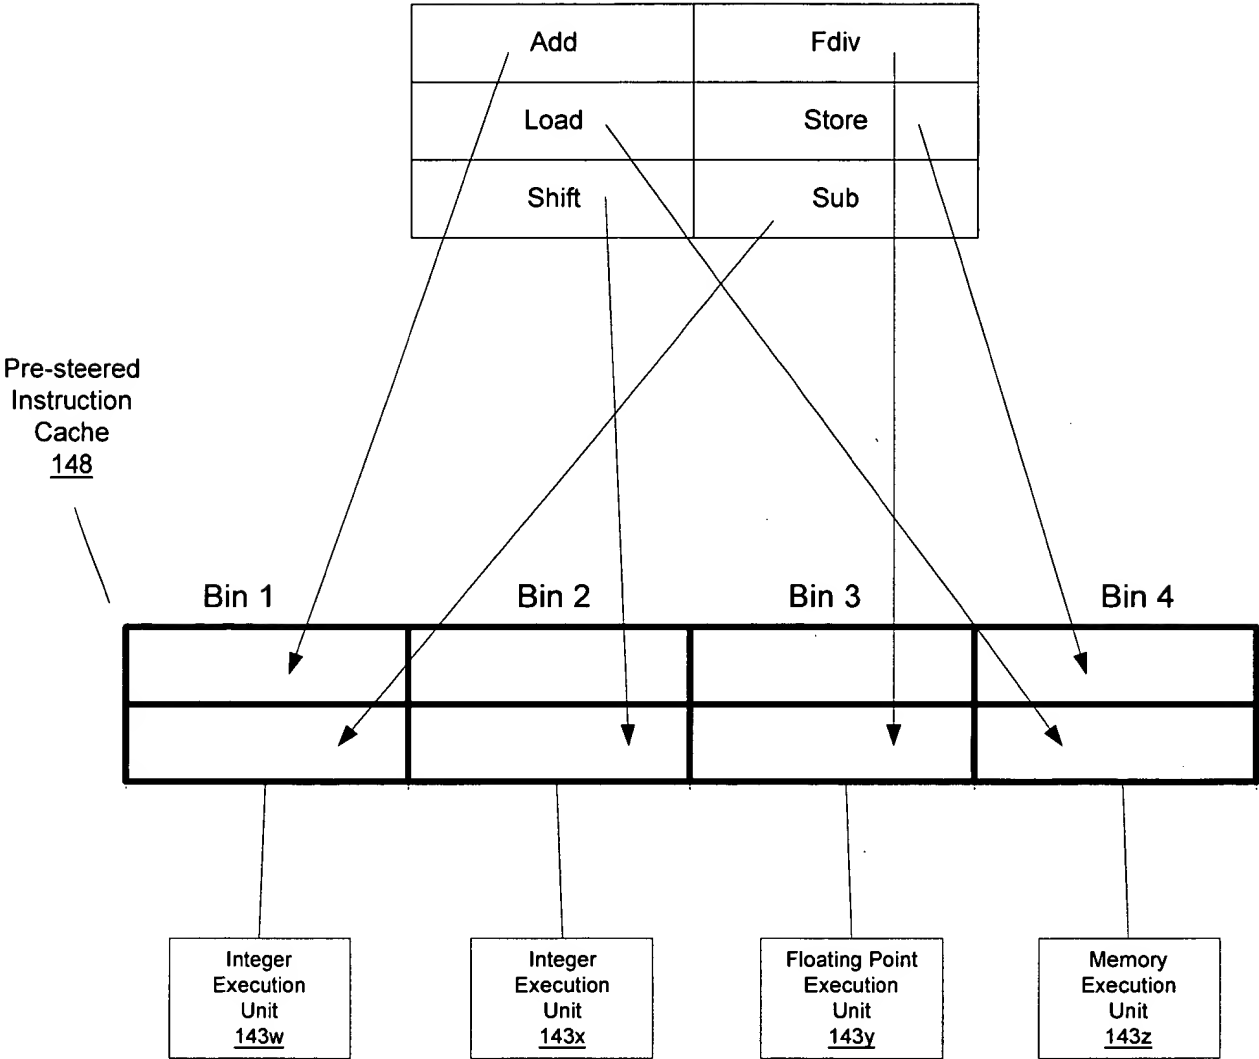 Add
Fdiv
Load
Store
Shift
Sub
Pre-steered
Instruction
Cache
148
Bin 1
Bin 2
Bin 3
Bin 4
Integer
Execution
Unit
143w
Integer
Execution
Unit
143x
Floating Point
Execution
Unit
143y
Memory
Execution
Unit
143z